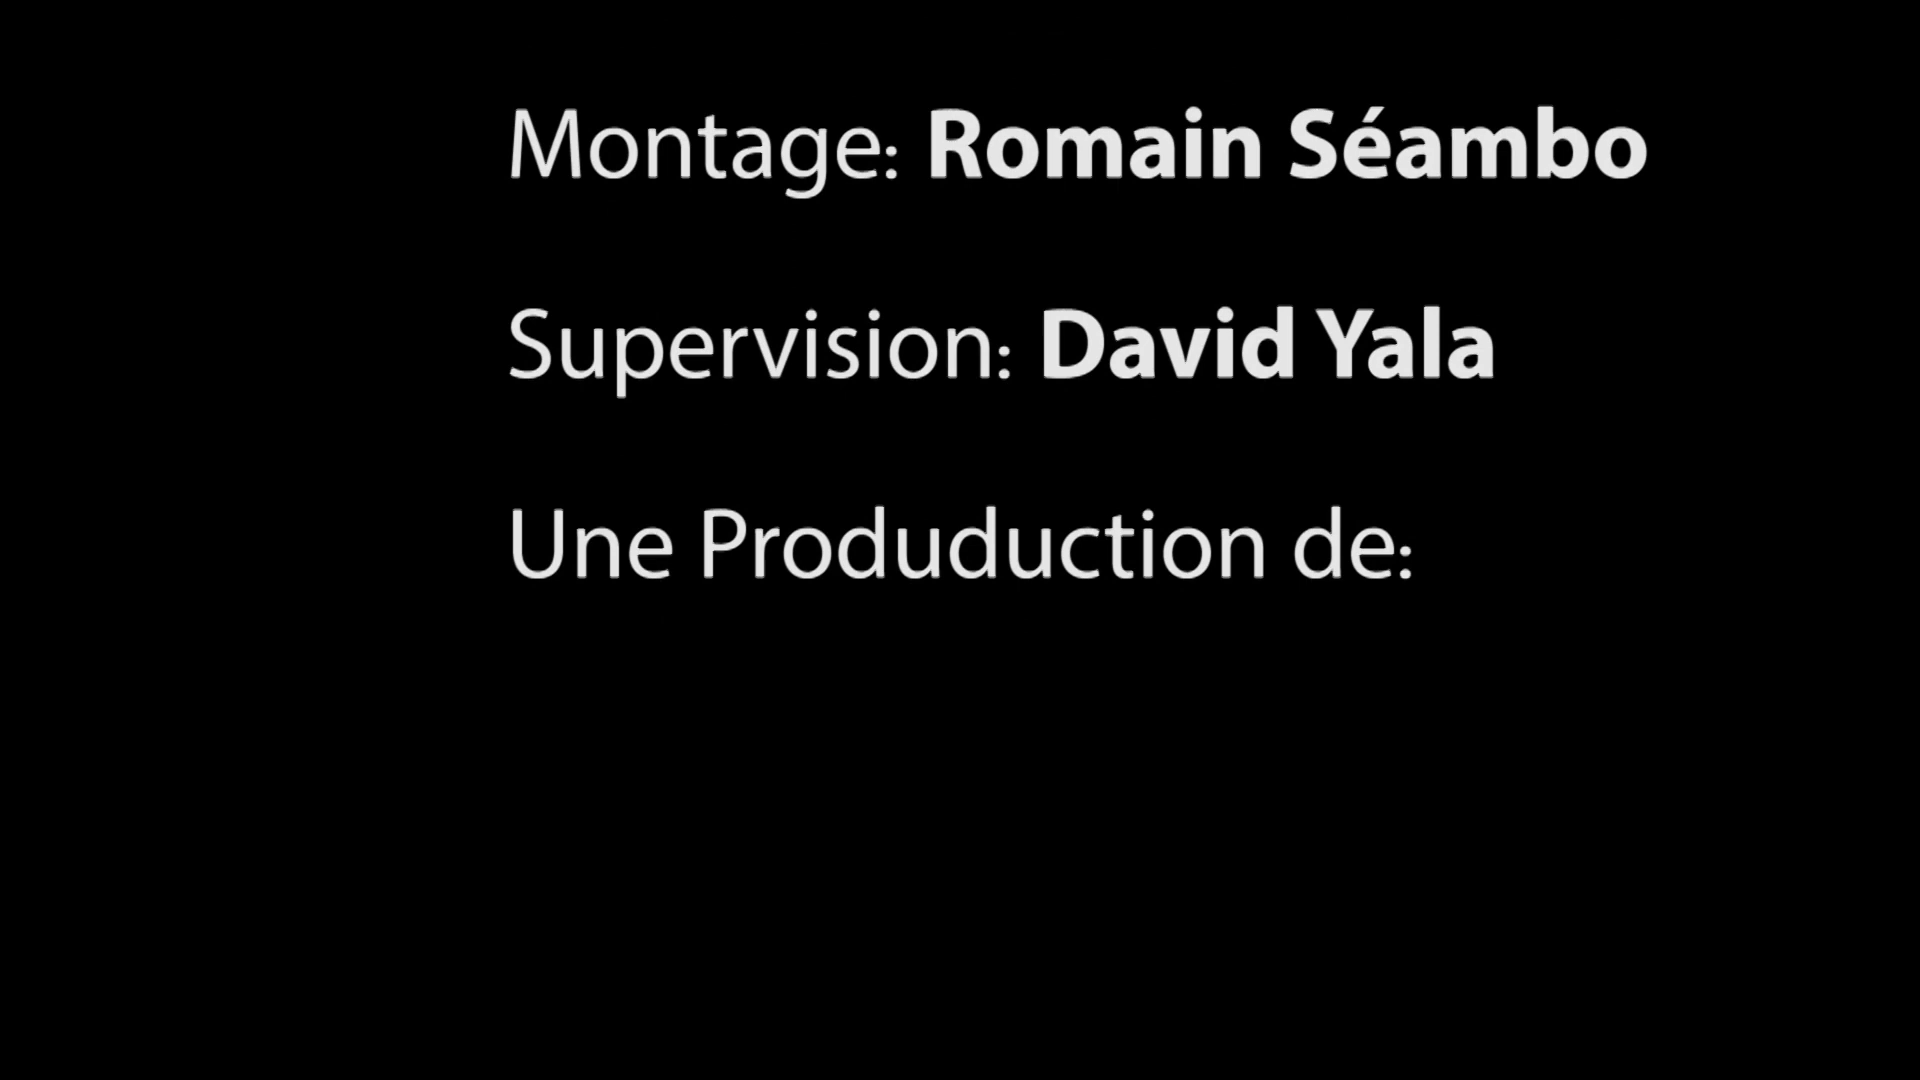 Montage: Romain Séambo
Supervision: David Yala
Une Produduction de: